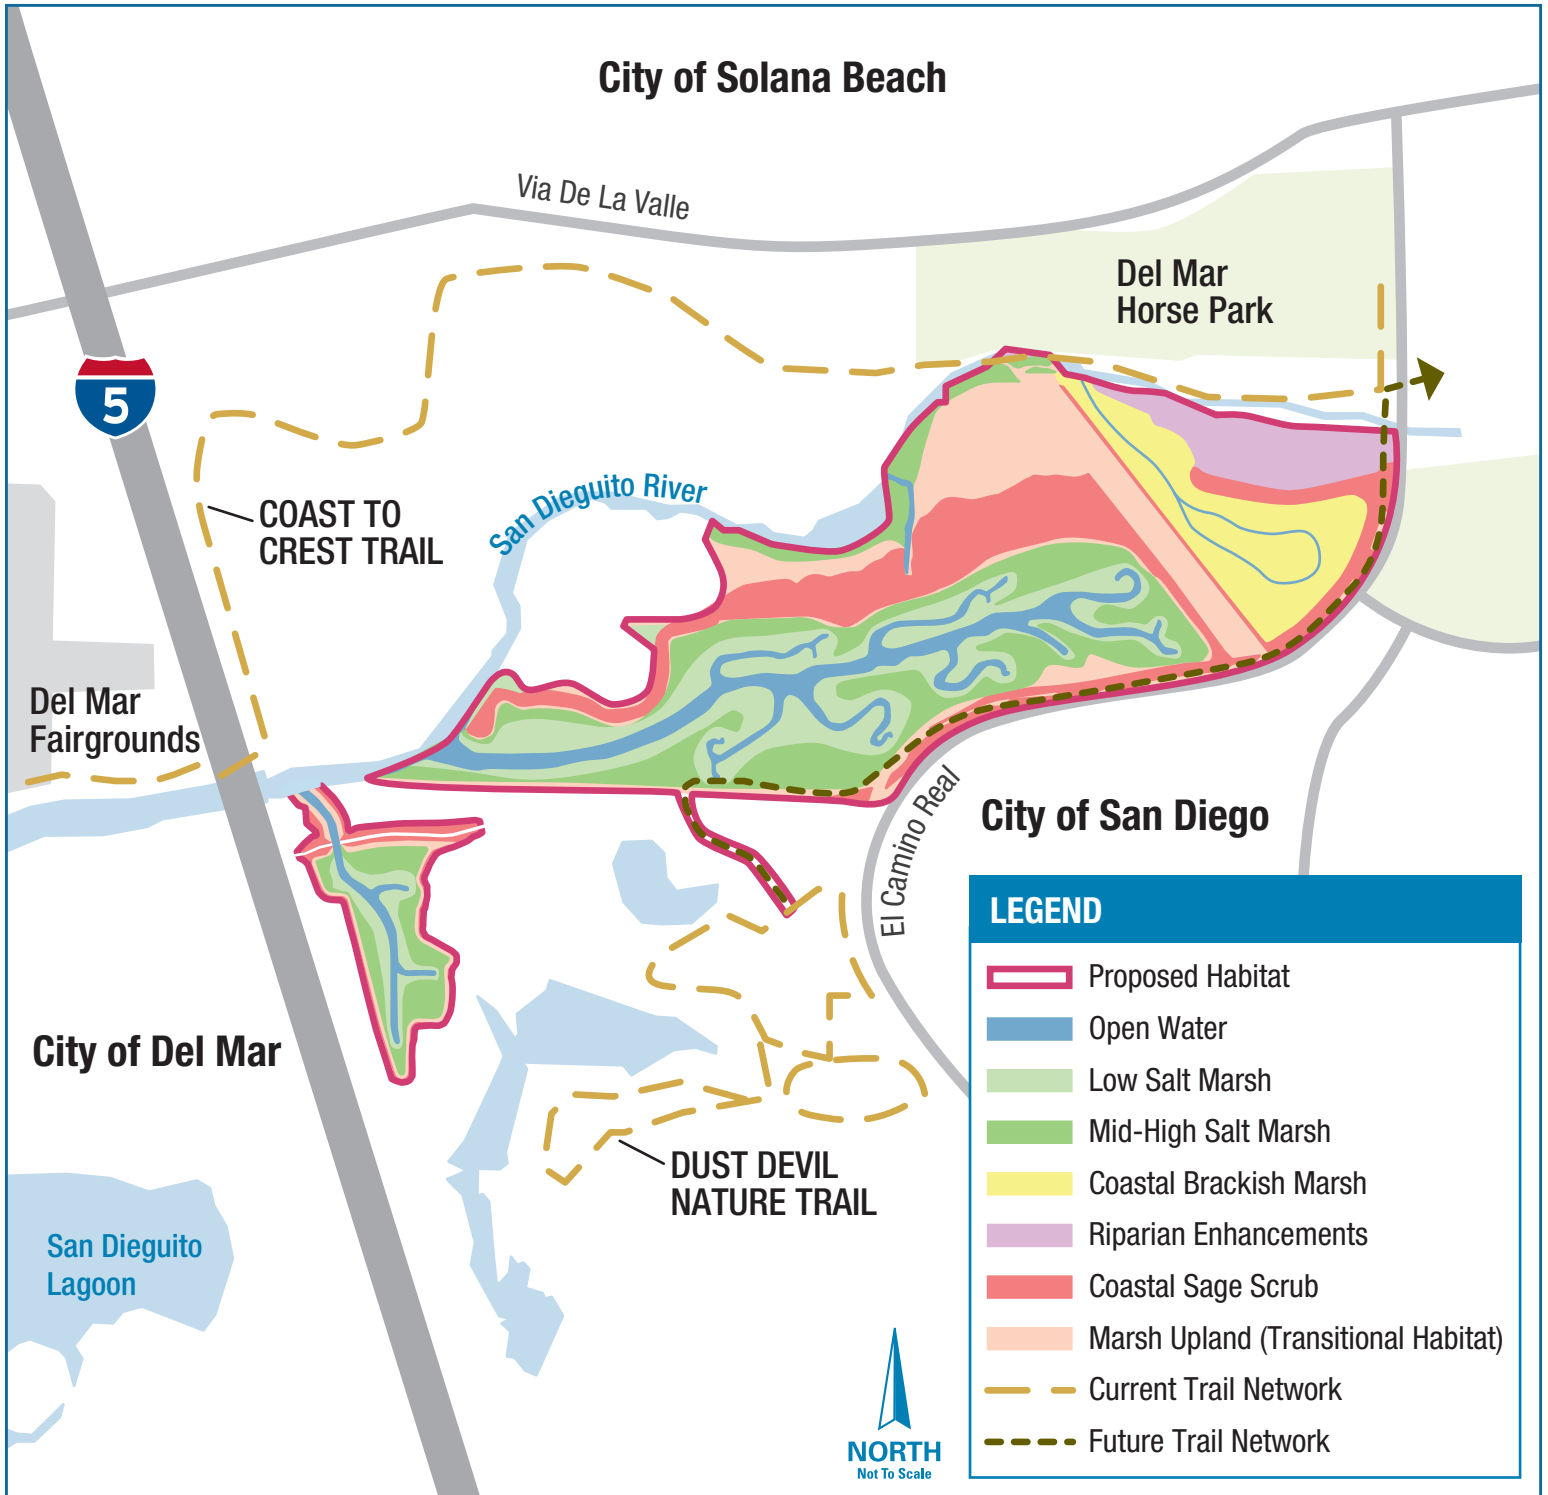 City of Solana Beach
Via De La Valle
Del Mar
Horse Park
5
San Dieguito River
COAST TO
CREST TRAIL
Del Mar
Fairgrounds
El Camino Real
City of San Diego
City of Del Mar
DUST DEVIL
NATURE TRAIL
San Dieguito
Lagoon
NORTH
Not To Scale
LEGEND
Proposed Habitat
Open Water
Low Salt Marsh
Mid-High Salt Marsh
Coastal Brackish Marsh
Riparian Enhancements
Coastal Sage Scrub
Marsh Upland (Transitional Habitat)
Current Trail Network
Future Trail Network